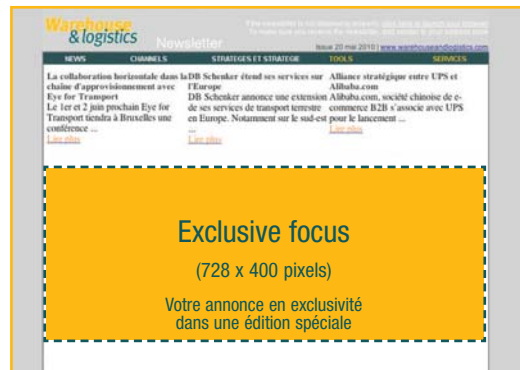 Warehouse
& logistics
Newsletter
Issue 20 mai 2010 | www.warehouseandlogistics.com
NEWS CHANNELS STRATEGES ET STRATEGIE TOOLS SERVICES
La collaboration horizontale dans la
chaîne d'approvisionnement avec
Eye for Transport
Le 1er et 2 juin prochain Eye for
Transport tiendra à Bruxelles une
conférence ...
Lire plus
DB Schenker étend ses services sur
l'Europe
DB Schenker annonce une extension
de ses services de transport terrestre
en Europe. Notamment sur le sud-est
...
Lire plus
Alliance stratégique entre UPS et
Alibaba.com
Alibaba.com, société chinoise de e-
commerce B2B s'associe avec UPS
pour le lancement ...
Lire plus
Exclusive focus
(728 x 400 pixels)
Votre annonce en exclusivité
dans une édition spéciale